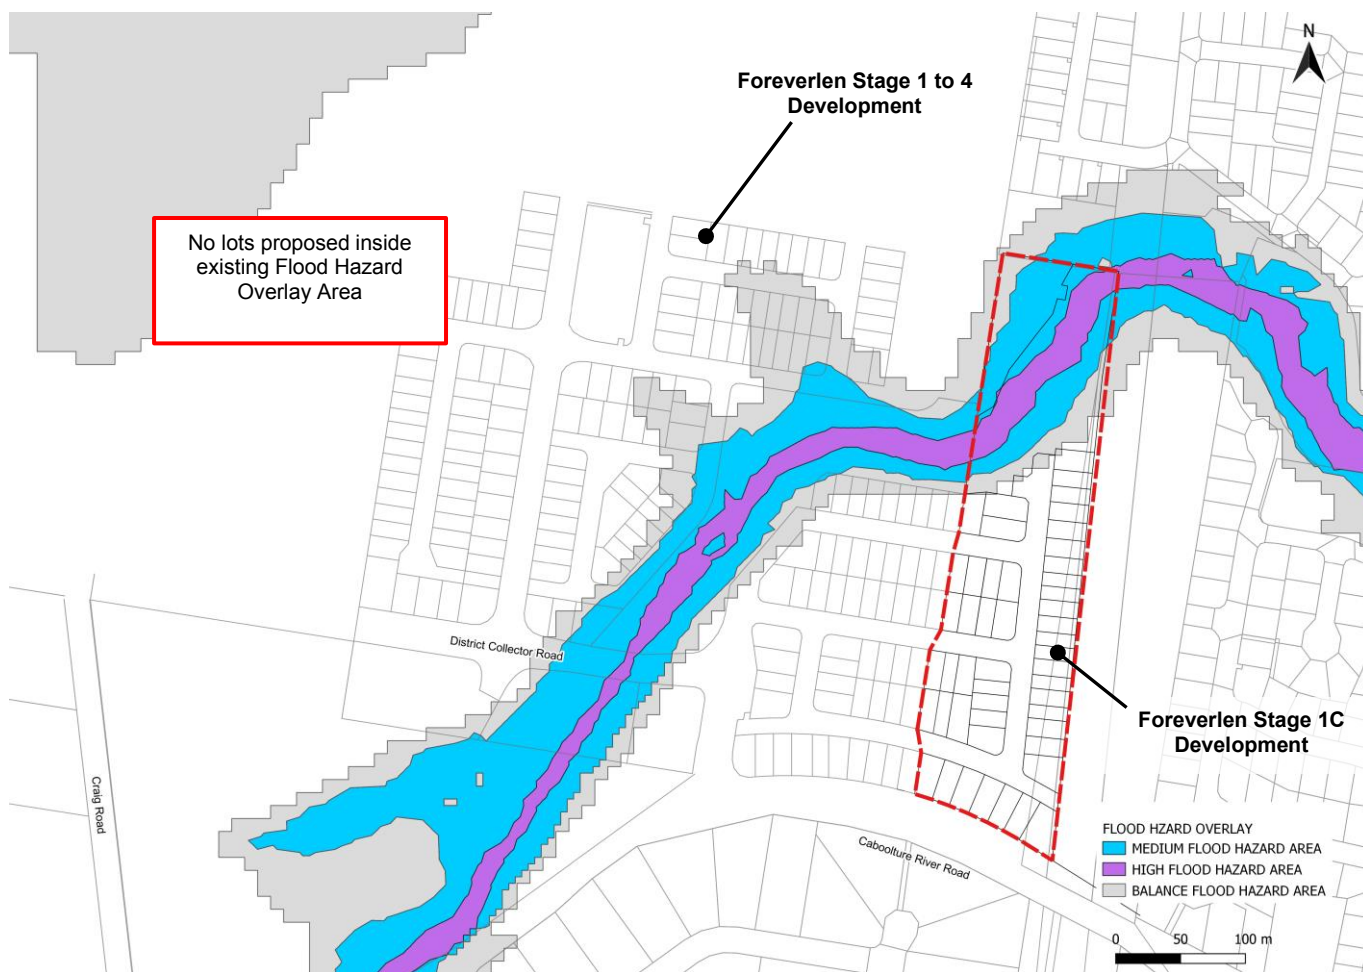 N
Foreverlen Stage 1 to 4
Development
No lots proposed inside
existing Flood Hazard
Overlay Area
District Collector Road
Craig Road
Caboolture River Road
Foreverlen Stage 1C
Development
FLOOD HZARD OVERLAY
MEDIUM FLOOD HAZARD AREA
HIGH FLOOD HAZARD AREA
BALANCE FLOOD HAZARD AREA
0 50 100 m